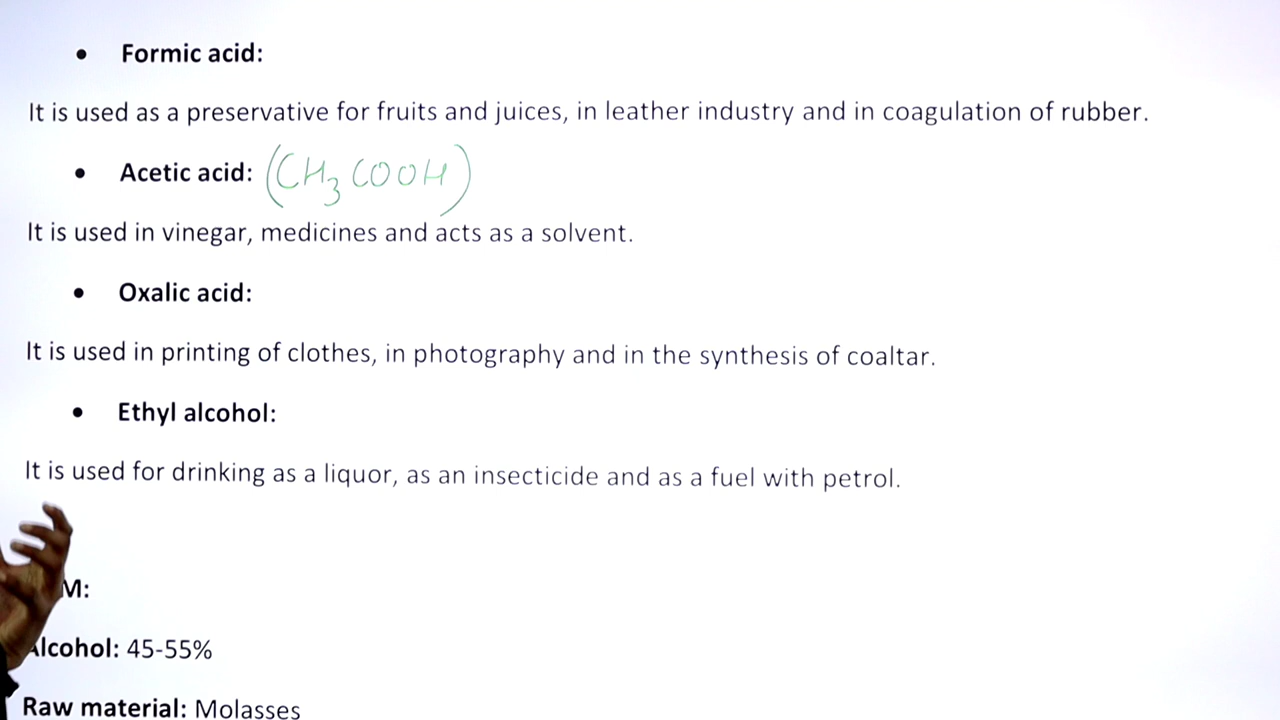 • Formic acid:
It is used as a preservative for fruits and juices, in leather industry and in coagulation of rubber.
• Acetic acid: (CH3COOH)
It is used in vinegar, medicines and acts as a solvent.
• Oxalic acid:
It is used in printing of clothes, in photography and in the synthesis of coaltar.
• Ethyl alcohol:
It is used for drinking as a liquor, as an insecticide and as a fuel with petrol.
M:
Alcohol: 45-55%
Raw material: Molasses